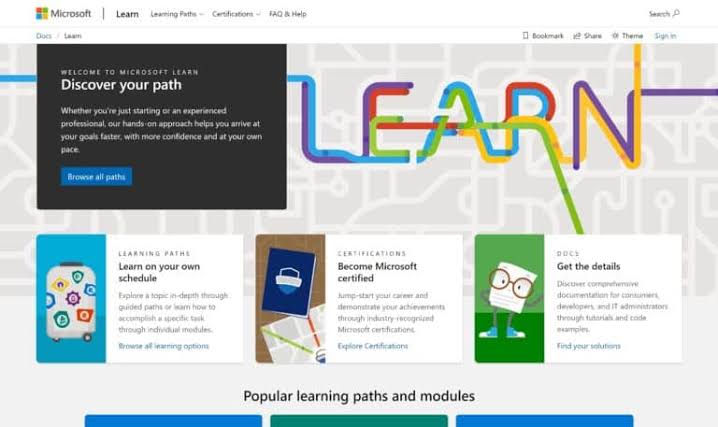 Microsoft | Learn Learning Paths Certifications FAQ & Help Search
Docs / Learn Bookmark Share Theme Sign in
WELCOME TO MICROSOFT LEARN
Discover your path
Whether you're just starting or an experienced
professional, our hands-on approach helps you arrive at
your goals faster, with more confidence and at your own
pace.
Browse all paths
LEARN
LEARNING PATHS
Learn on your own
schedule
Explore a topic in-depth through
guided paths or learn how to
accomplish a specific task
through individual modules.
Browse all learning options
CERTIFICATIONS
Become Microsoft
certified
Jump-start your career and
demonstrate your achievements
through industry-recognized
Microsoft certifications.
Explore Certifications
DOCS
Get the details
Discover comprehensive
documentation for consumers,
developers, and IT administrators
through tutorials and code
examples.
Find your solutions
Popular learning paths and modules